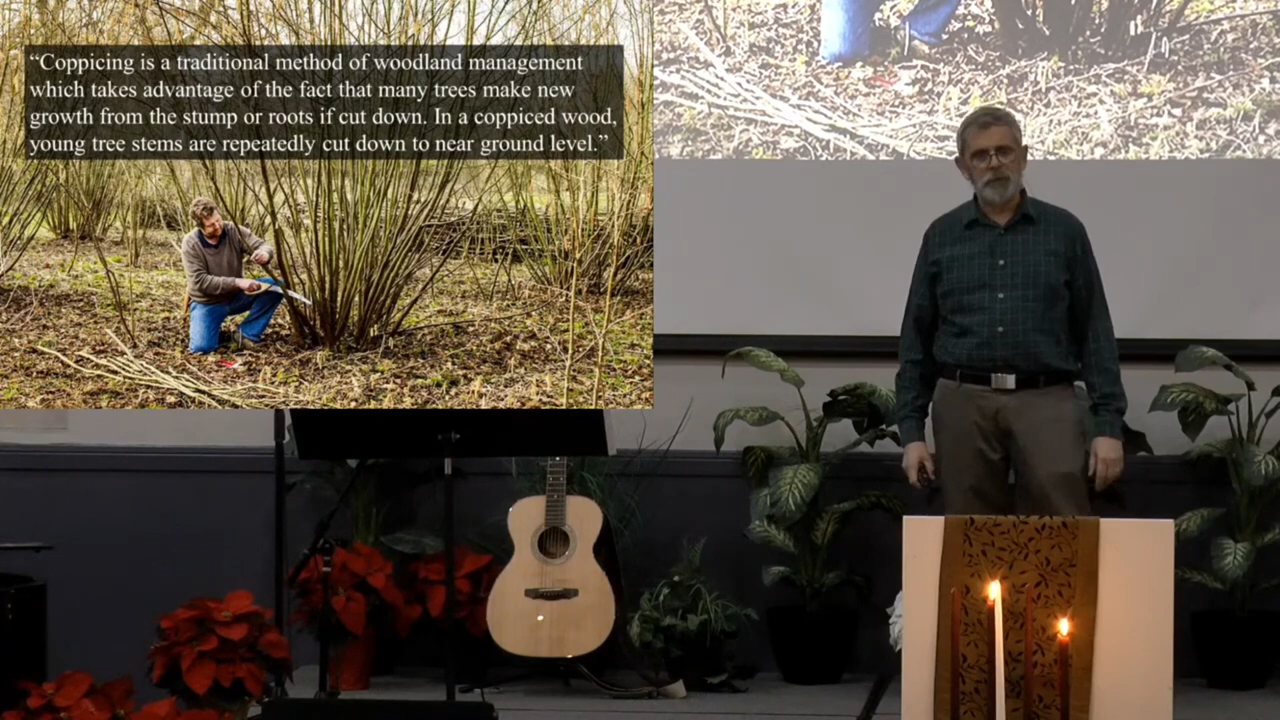 “Coppicing is a traditional method of woodland management
which takes advantage of the fact that many trees make new
growth from the stump or roots if cut down. In a coppiced wood,
young tree stems are repeatedly cut down to near ground level.”